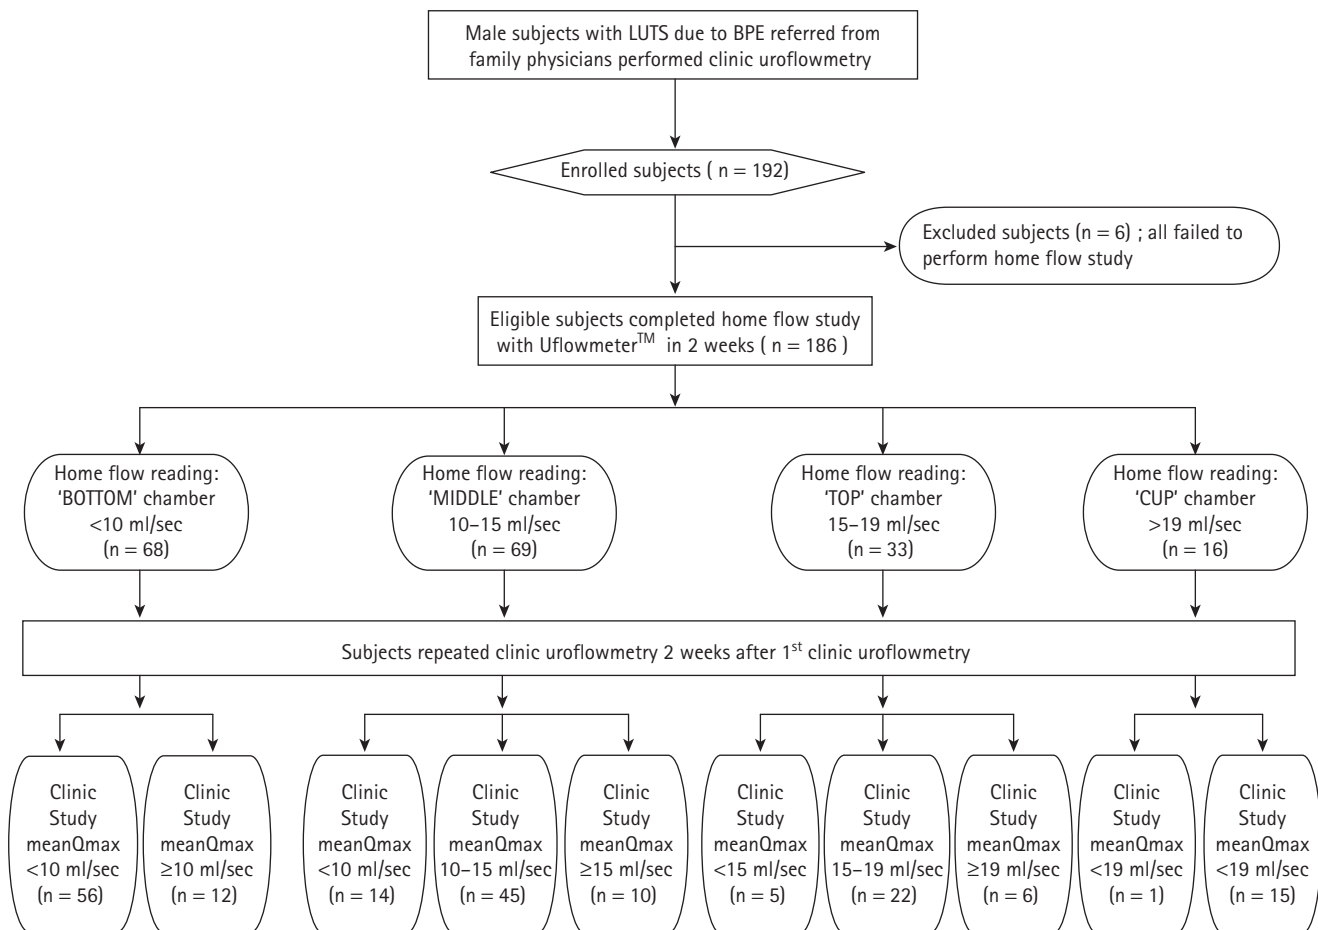 Male subjects with LUTS due to BPE referred from
family physicians performed clinic uroflowmetry
Enrolled subjects ( n = 192)
Excluded subjects (n = 6) ; all failed to
perform home flow study
Eligible subjects completed home flow study
with Uflowmeter™ in 2 weeks ( n = 186 )
Home flow reading:
'BOTTOM' chamber
<10 ml/sec
(n = 68)
Home flow reading:
'MIDDLE' chamber
10–15 ml/sec
(n = 69)
Home flow reading:
'TOP' chamber
15–19 ml/sec
(n = 33)
Home flow reading:
'CUP' chamber
>19 ml/sec
(n = 16)
Subjects repeated clinic uroflowmetry 2 weeks after 1st clinic uroflowmetry
Clinic
Study
meanQmax
<10 ml/sec
(n = 56)
Clinic
Study
meanQmax
≥10 ml/sec
(n = 12)
Clinic
Study
meanQmax
<10 ml/sec
(n = 14)
Clinic
Study
meanQmax
10–15 ml/sec
(n = 45)
Clinic
Study
meanQmax
≥15 ml/sec
(n = 10)
Clinic
Study
meanQmax
<15 ml/sec
(n = 5)
Clinic
Study
meanQmax
15–19 ml/sec
(n = 22)
Clinic
Study
meanQmax
≥19 ml/sec
(n = 6)
Clinic
Study
meanQmax
<19 ml/sec
(n = 1)
Clinic
Study
meanQmax
<19 ml/sec
(n = 15)